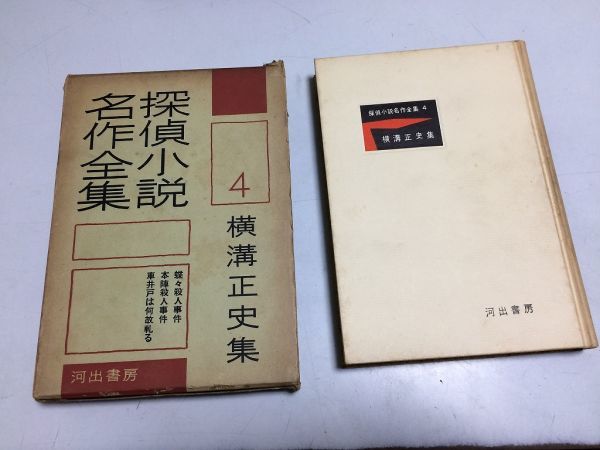 探偵小説
名作全集
4
横溝正史集
蝶々殺人事件
本陣殺人事件
車井戸は何故軋る
河出書房
探偵小説名作全集 4
横溝正史集
河出書房